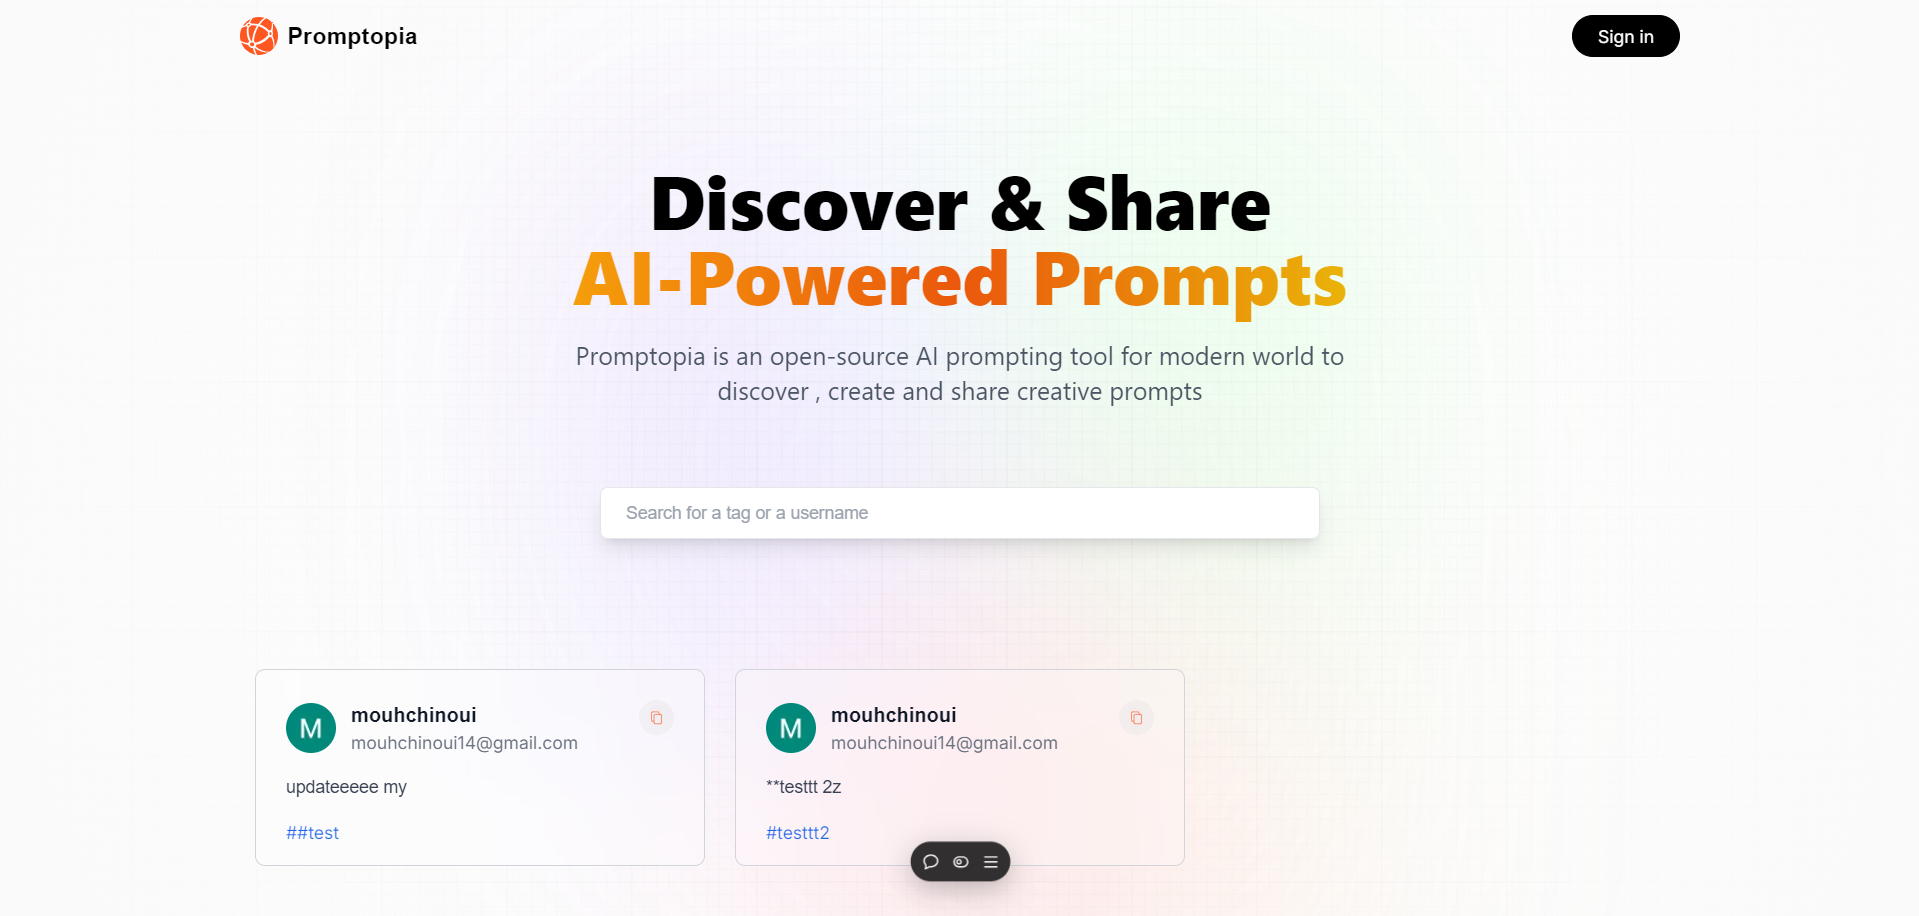 Promptopia
Sign in
Discover & Share
AI-Powered Prompts
Promptopia is an open-source AI prompting tool for modern world to
discover , create and share creative prompts
Search for a tag or a username
M
mouhchinoui
mouhchinoui14@gmail.com
updateeeee my
##test
M
mouhchinoui
mouhchinoui14@gmail.com
**testtt 2z
#testtt2